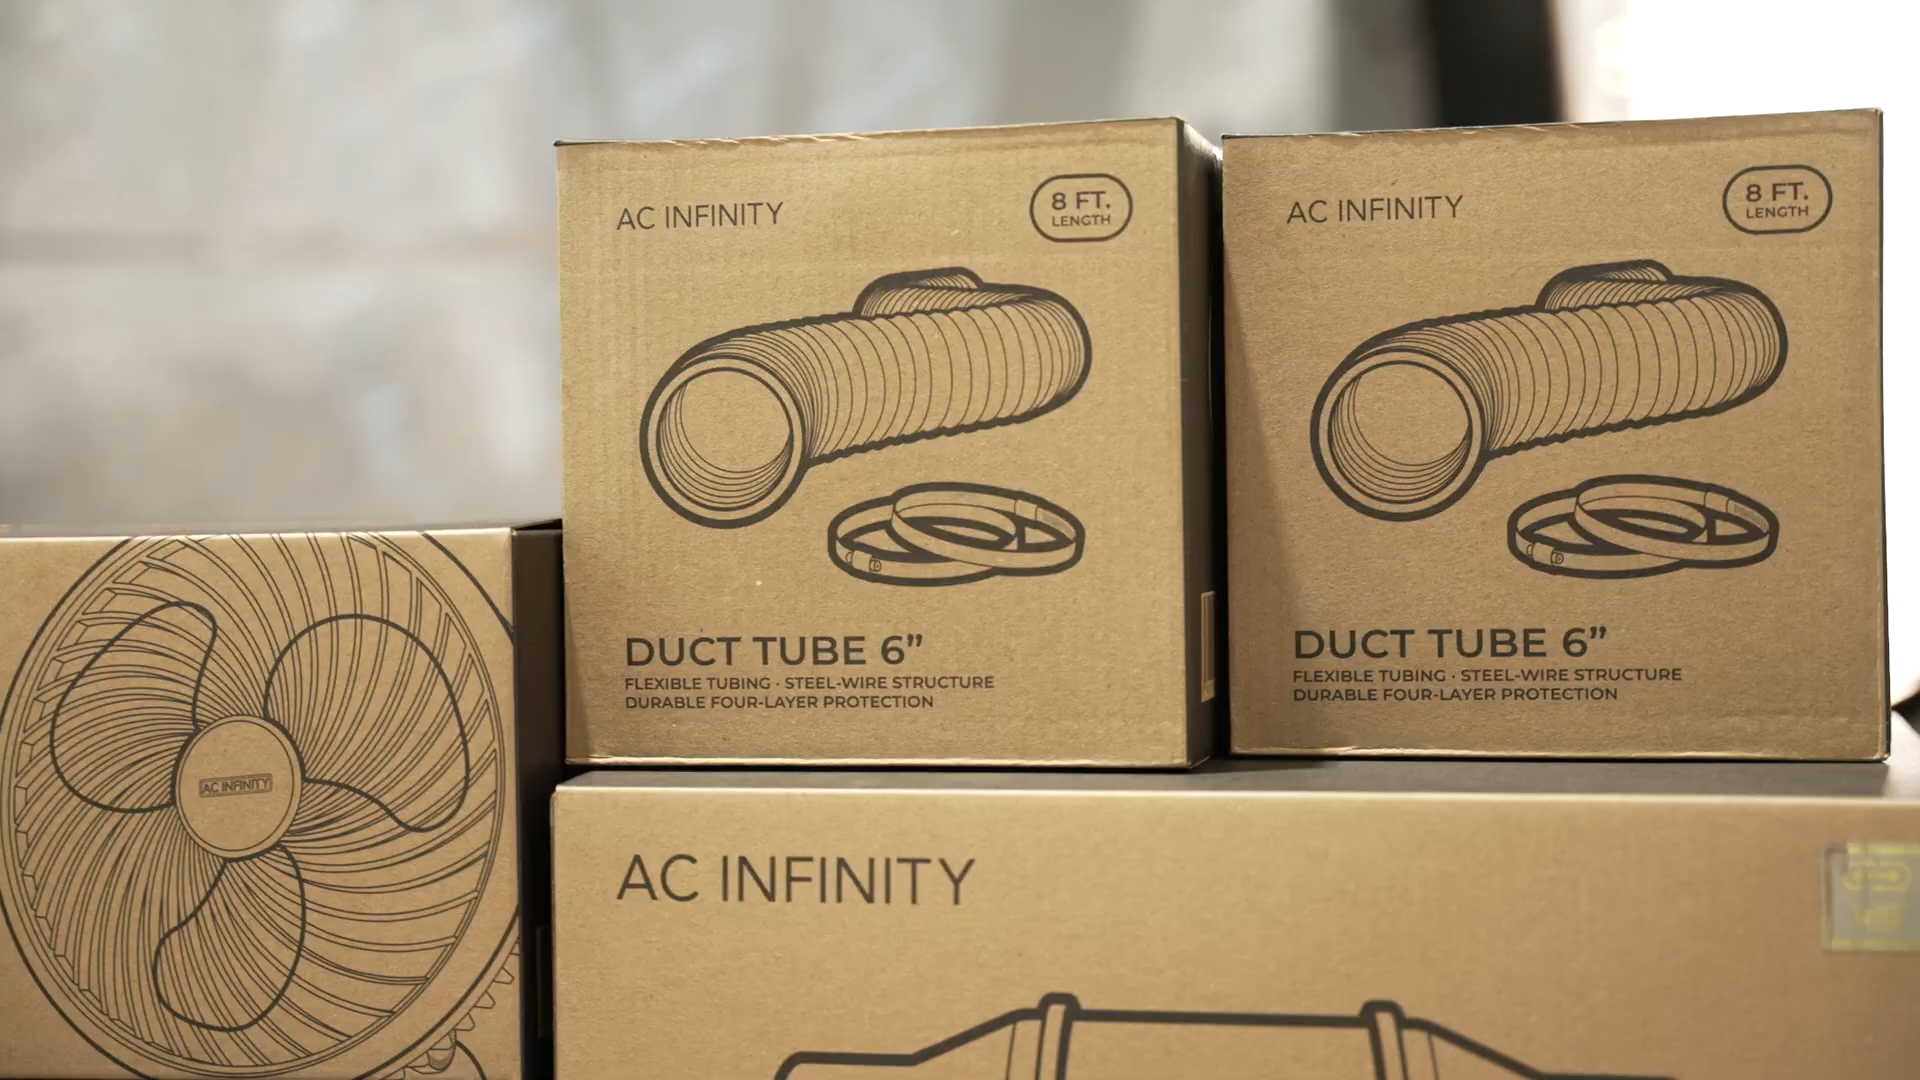 AC INFINITY
8 FT.
LENGTH
DUCT TUBE 6”
FLEXIBLE TUBING · STEEL-WIRE STRUCTURE
DURABLE FOUR-LAYER PROTECTION
AC INFINITY
8 FT.
LENGTH
DUCT TUBE 6”
FLEXIBLE TUBING · STEEL-WIRE STRUCTURE
DURABLE FOUR-LAYER PROTECTION
AC INFINITY
AC INFINITY